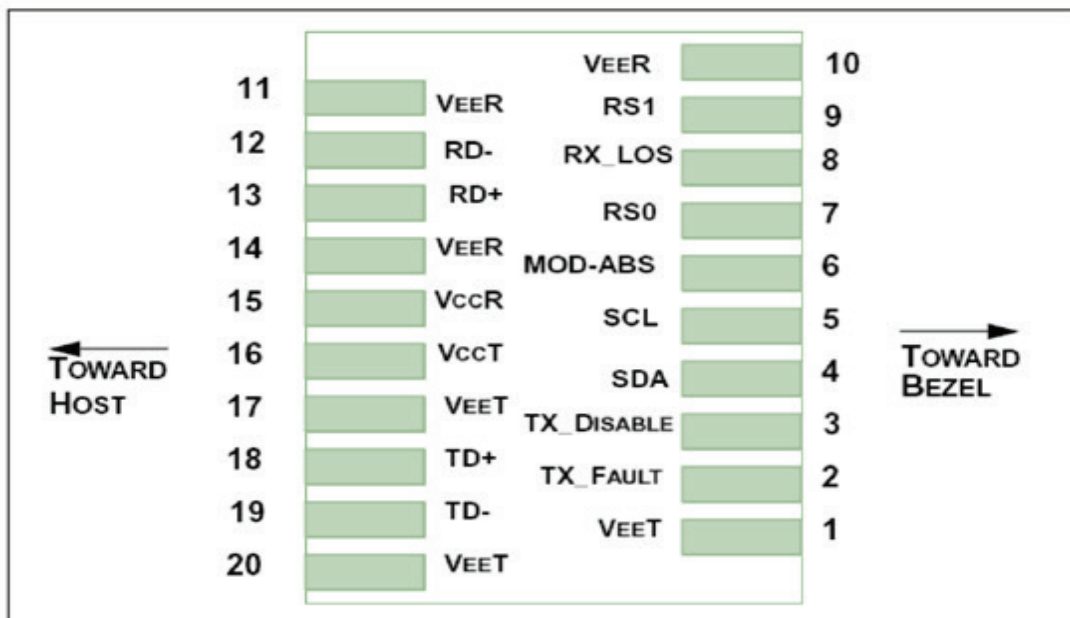 VEER 10
11 VEER
RS1 9
12 RD-
RX_LOS 8
13 RD+
RS0 7
14 VEER
MOD-ABS 6
15 VCCR
SCL 5
16 VCCT
TOWARD
HOST
TOWARD
BEZEL
SDA 4
17 VEET
TX_DISABLE 3
18 TD+
TX_FAULT 2
19 TD-
VEET 1
20 VEET